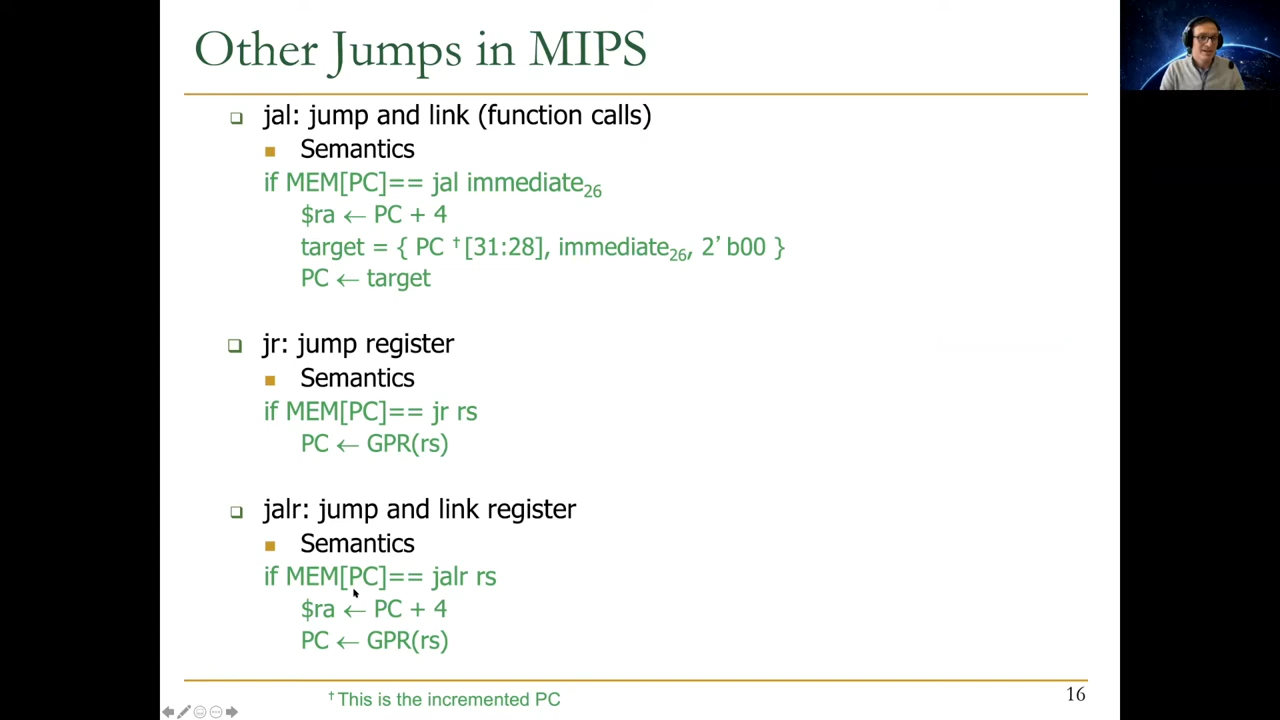 Other Jumps in MIPS
jal: jump and link (function calls)
Semantics
if MEM[PC]== jal immediate26
$ra ← PC + 4
target = { PC †[31:28], immediate26, 2’b00 }
PC ← target
jr: jump register
Semantics
if MEM[PC]== jr rs
PC ← GPR(rs)
jalr: jump and link register
Semantics
if MEM[PC]== jalr rs
$ra ← PC + 4
PC ← GPR(rs)
† This is the incremented PC
16